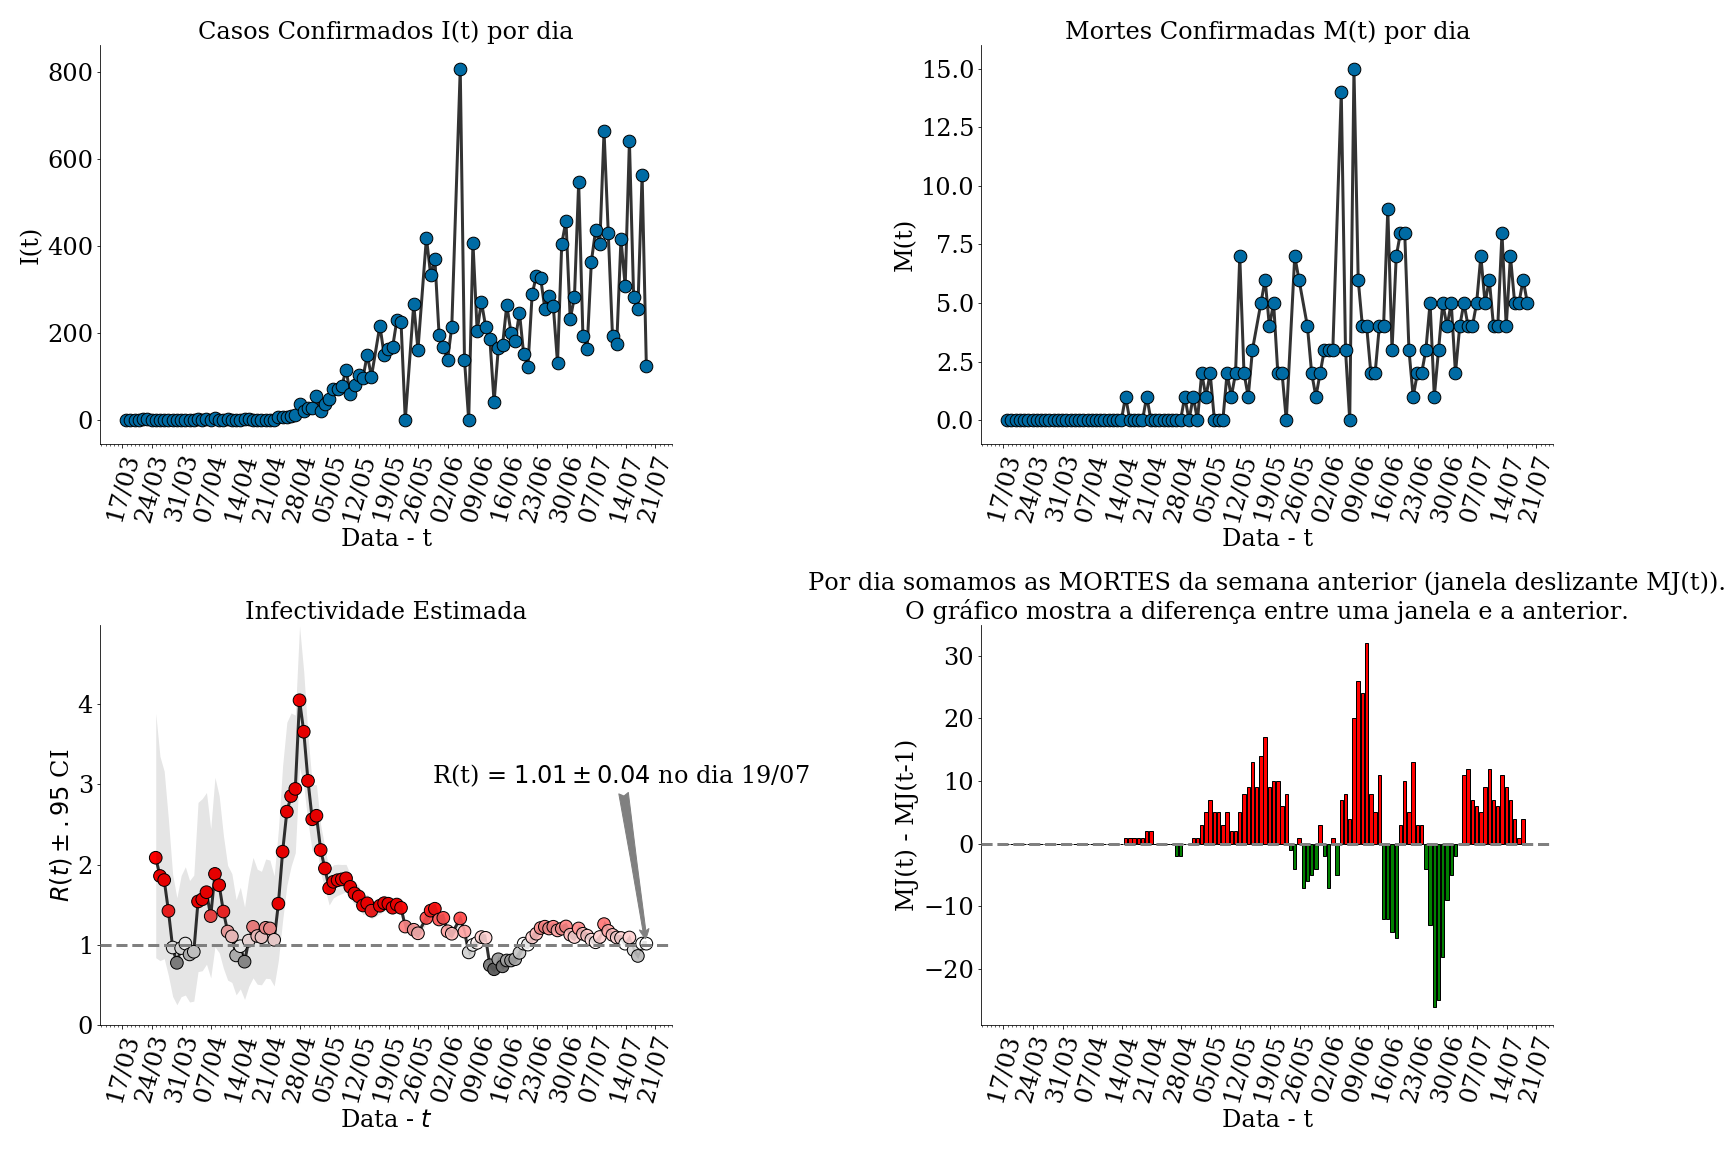 Casos Confirmados I(t) por dia
800
600
400
200
0
I(t)
17/03 24/03 31/03 07/04 14/04 21/04 28/04 05/05 12/05 19/05 26/05 02/06 09/06 16/06 23/06 30/06 07/07 14/07 21/07
Data - t
Mortes Confirmadas M(t) por dia
15.0
12.5
10.0
7.5
5.0
2.5
0.0
M(t)
17/03 24/03 31/03 07/04 14/04 21/04 28/04 05/05 12/05 19/05 26/05 02/06 09/06 16/06 23/06 30/06 07/07 14/07 21/07
Data - t
Infectividade Estimada
4
3
2
1
0
R(t) ± .95 CI
R(t) = 1.01 ± 0.04 no dia 19/07
17/03 24/03 31/03 07/04 14/04 21/04 28/04 05/05 12/05 19/05 26/05 02/06 09/06 16/06 23/06 30/06 07/07 14/07 21/07
Data - t
Por dia somamos as MORTES da semana anterior (janela deslizante MJ(t)).
O gráfico mostra a diferença entre uma janela e a anterior.
30
20
10
0
−10
−20
MJ(t) - MJ(t-1)
17/03 24/03 31/03 07/04 14/04 21/04 28/04 05/05 12/05 19/05 26/05 02/06 09/06 16/06 23/06 30/06 07/07 14/07 21/07
Data - t